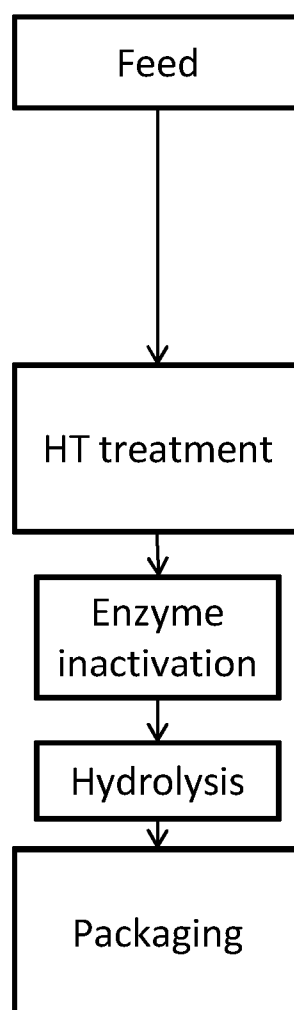 Feed
HT treatment
Enzyme
inactivation
Hydrolysis
Packaging